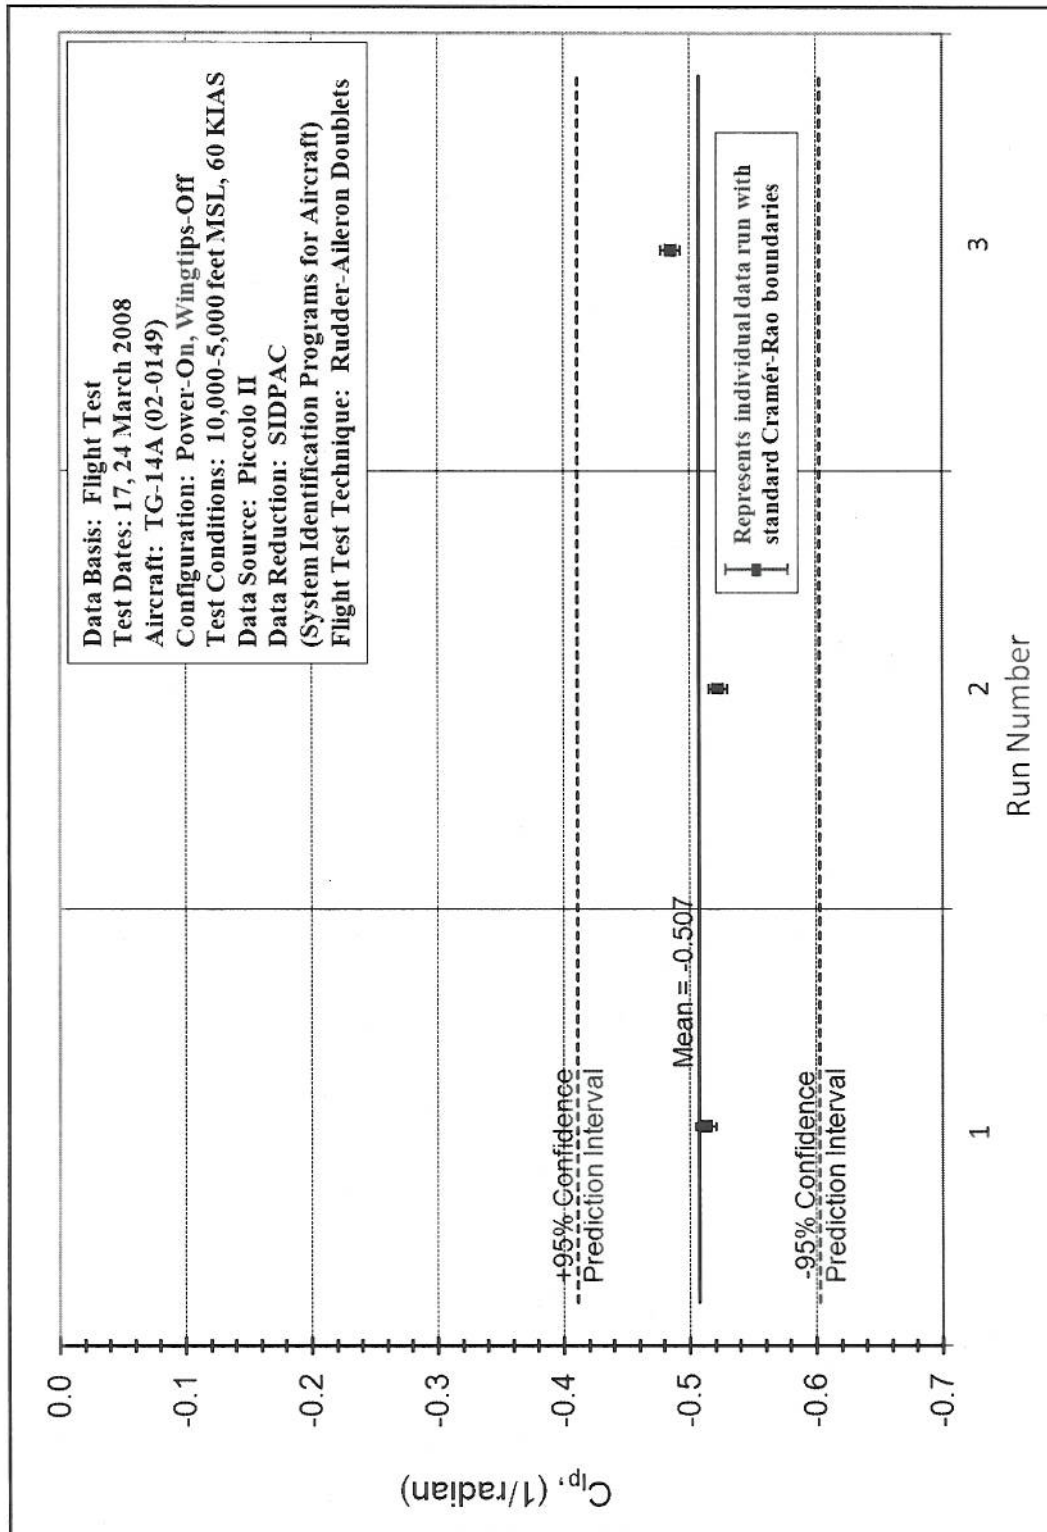 Data Basis: Flight Test
Test Dates: 17, 24 March 2008
Aircraft: TG-14A (02-0149)
Configuration: Power-On, Wingtips-Off
Test Conditions: 10,000-5,000 feet MSL, 60 KIAS
Data Source: Piccolo II
Data Reduction: SIDPAC
(System Identification Programs for Aircraft)
Flight Test Technique: Rudder-Aileron Doublets
0.0
-0.1
-0.2
-0.3
-0.4
-0.5
-0.6
-0.7
Clp, (1/radian)
+95% Confidence
Prediction Interval
Mean = -0.507
-95% Confidence
Prediction Interval
Represents individual data run with
standard Cramér-Rao boundaries
1
2
3
Run Number